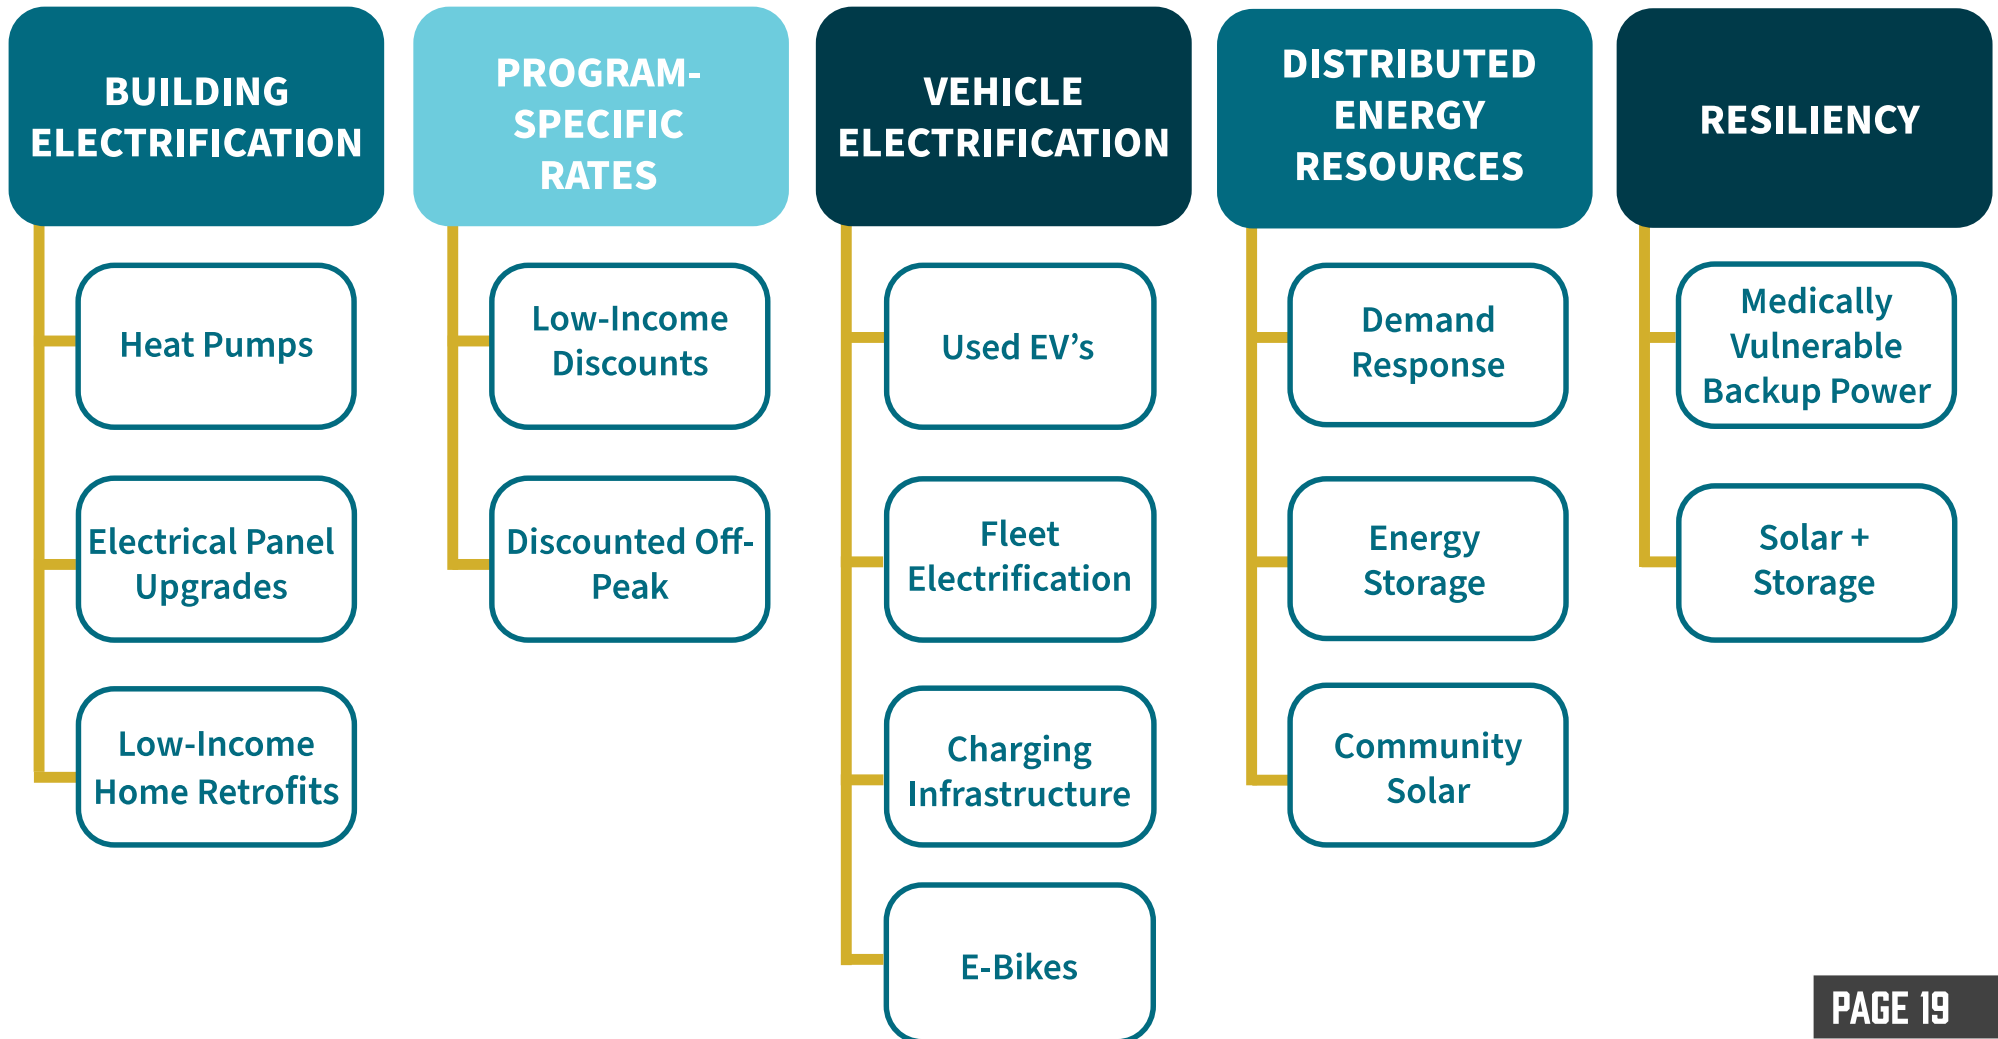 BUILDING
ELECTRIFICATION
Heat Pumps
Electrical Panel
Upgrades
Low-Income
Home Retrofits
PROGRAM-
SPECIFIC
RATES
Low-Income
Discounts
Discounted Off-
Peak
VEHICLE
ELECTRIFICATION
Used EV’s
Fleet
Electrification
Charging
Infrastructure
E-Bikes
DISTRIBUTED
ENERGY
RESOURCES
Demand
Response
Energy
Storage
Community
Solar
RESILIENCY
Medically
Vulnerable
Backup Power
Solar +
Storage
PAGE 19